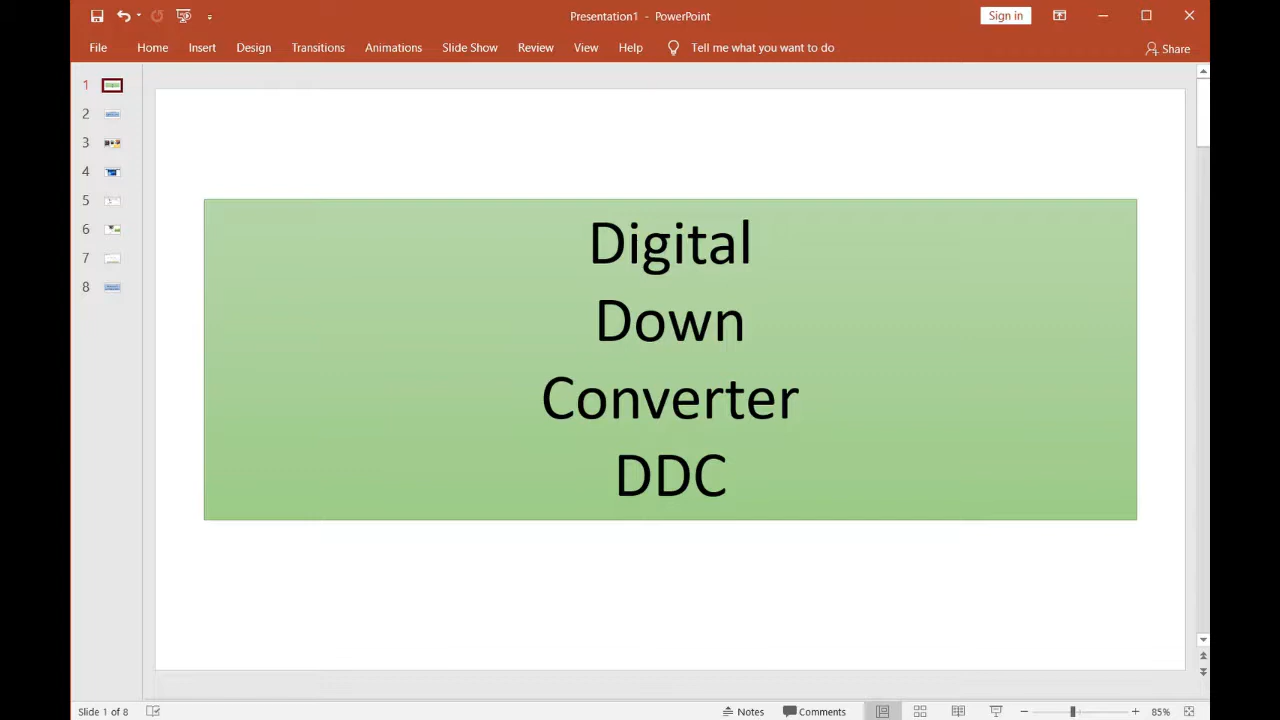 Presentation1 - PowerPoint
Sign in
File Home Insert Design Transitions Animations Slide Show Review View Help Tell me what you want to do Share
1
2
3
4
5
6
7
8
Digital
Down
Converter
DDC
Slide 1 of 8 Notes Comments 85%